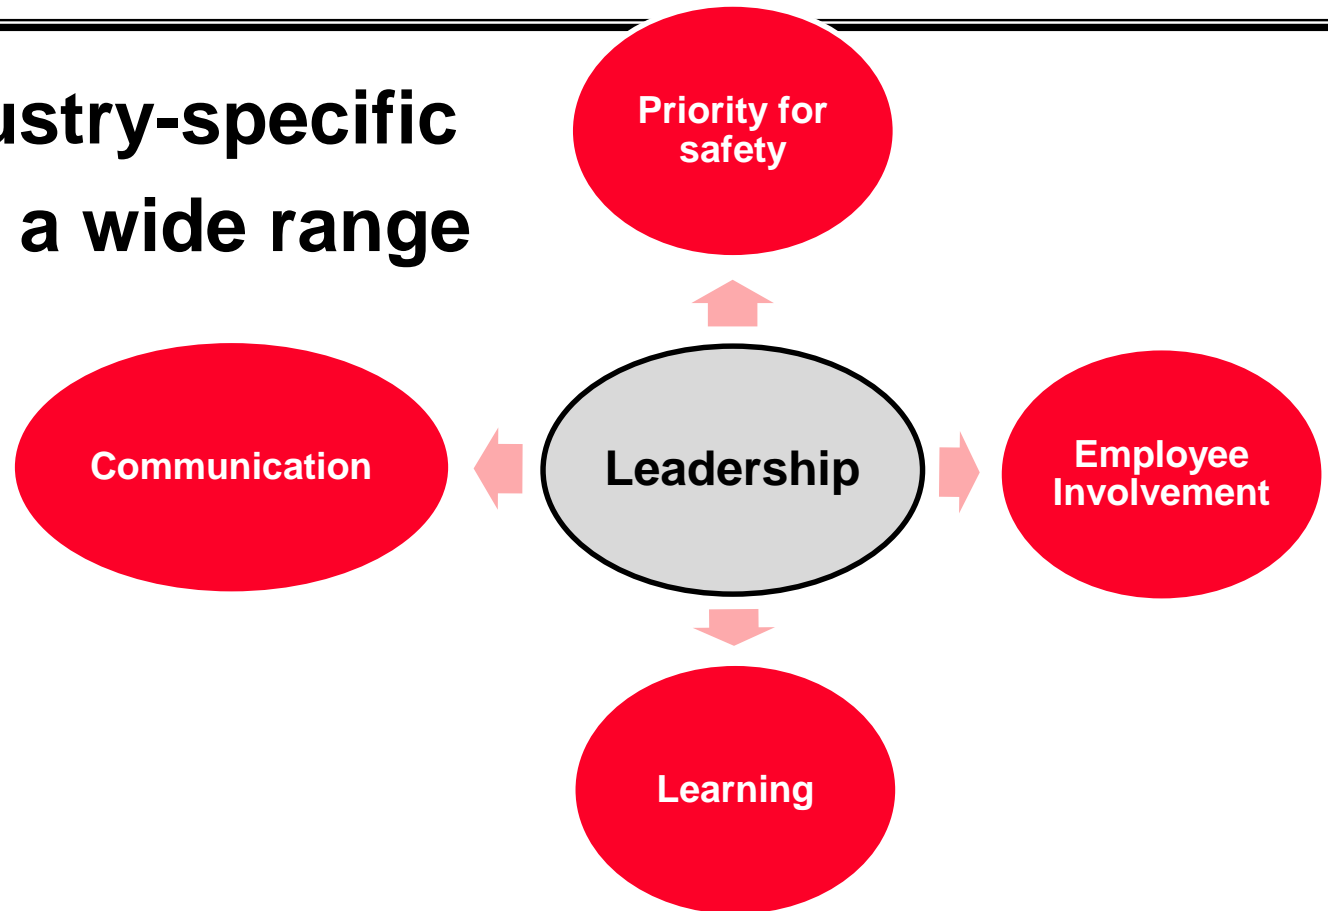 ustry-specific
a wide range
Priority for
safety
Communication
Leadership
Employee
Involvement
Learning